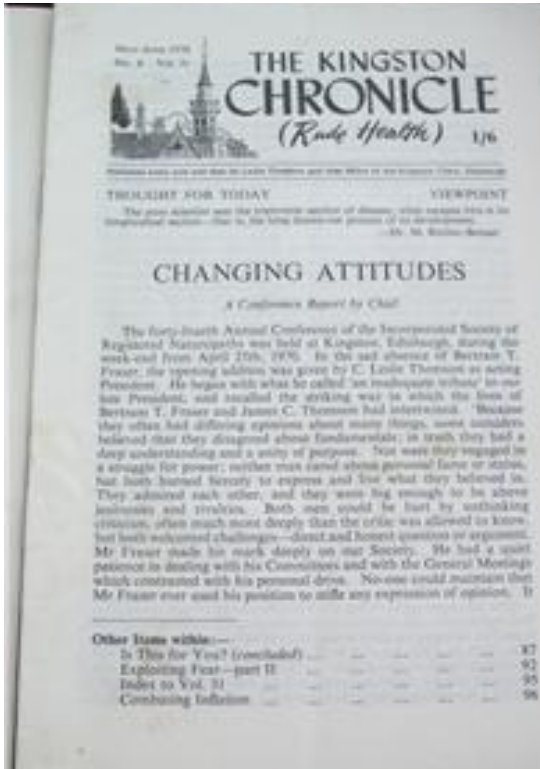 THE KINGSTON
CHRONICLE
(Rude Health) 1/6
THOUGHT FOR TODAY VIEWPOINT
CHANGING ATTITUDES
A Conference Report by Chief
The forty-fourth Annual Conference of the Incorporated Society of
Registered Naturopaths was held at Kingston, Edinburgh, during the
week-end from April 25th, 1970. In the sad absence of Bertram T.
Fraser, the opening address was given by C. Leslie Thomson as acting
President. He began with what he called 'an inadequate tribute' to our
late President, and recalled the striking way in which the lives of
Bertram T. Fraser and James C. Thomson had intertwined. 'Because
they often had differing opinions about many things, some outsiders
believed that they disagreed about fundamentals; in truth they had a
deep understanding and a unity of purpose. Nor were they engaged in
a struggle for power; neither man cared about personal fame or status,
but both burned fiercely to express and live what they believed in.
They admired each other, and they were big enough to be above
jealousies and rivalries. Both men could be hurt by unthinking
criticism, often much more deeply than the critic was allowed to know,
but both welcomed challenges—direct and honest question or argument.
Mr Fraser made his mark deeply on our Society. He had a quiet
patience in dealing with his Committees and with the General Meetings
which contrasted with his personal drive. No-one could maintain that
Mr Fraser ever used his position to stifle any expression of opinion. It
Other Items within:—
Is This for You? (concluded) ... ... ... ... ... 87
Exploiting Fear—part II ... ... ... ... ... 92
Index to Vol. 31 ... ... ... ... ... 95
Combating Inflation ... ... ... ... ... 96